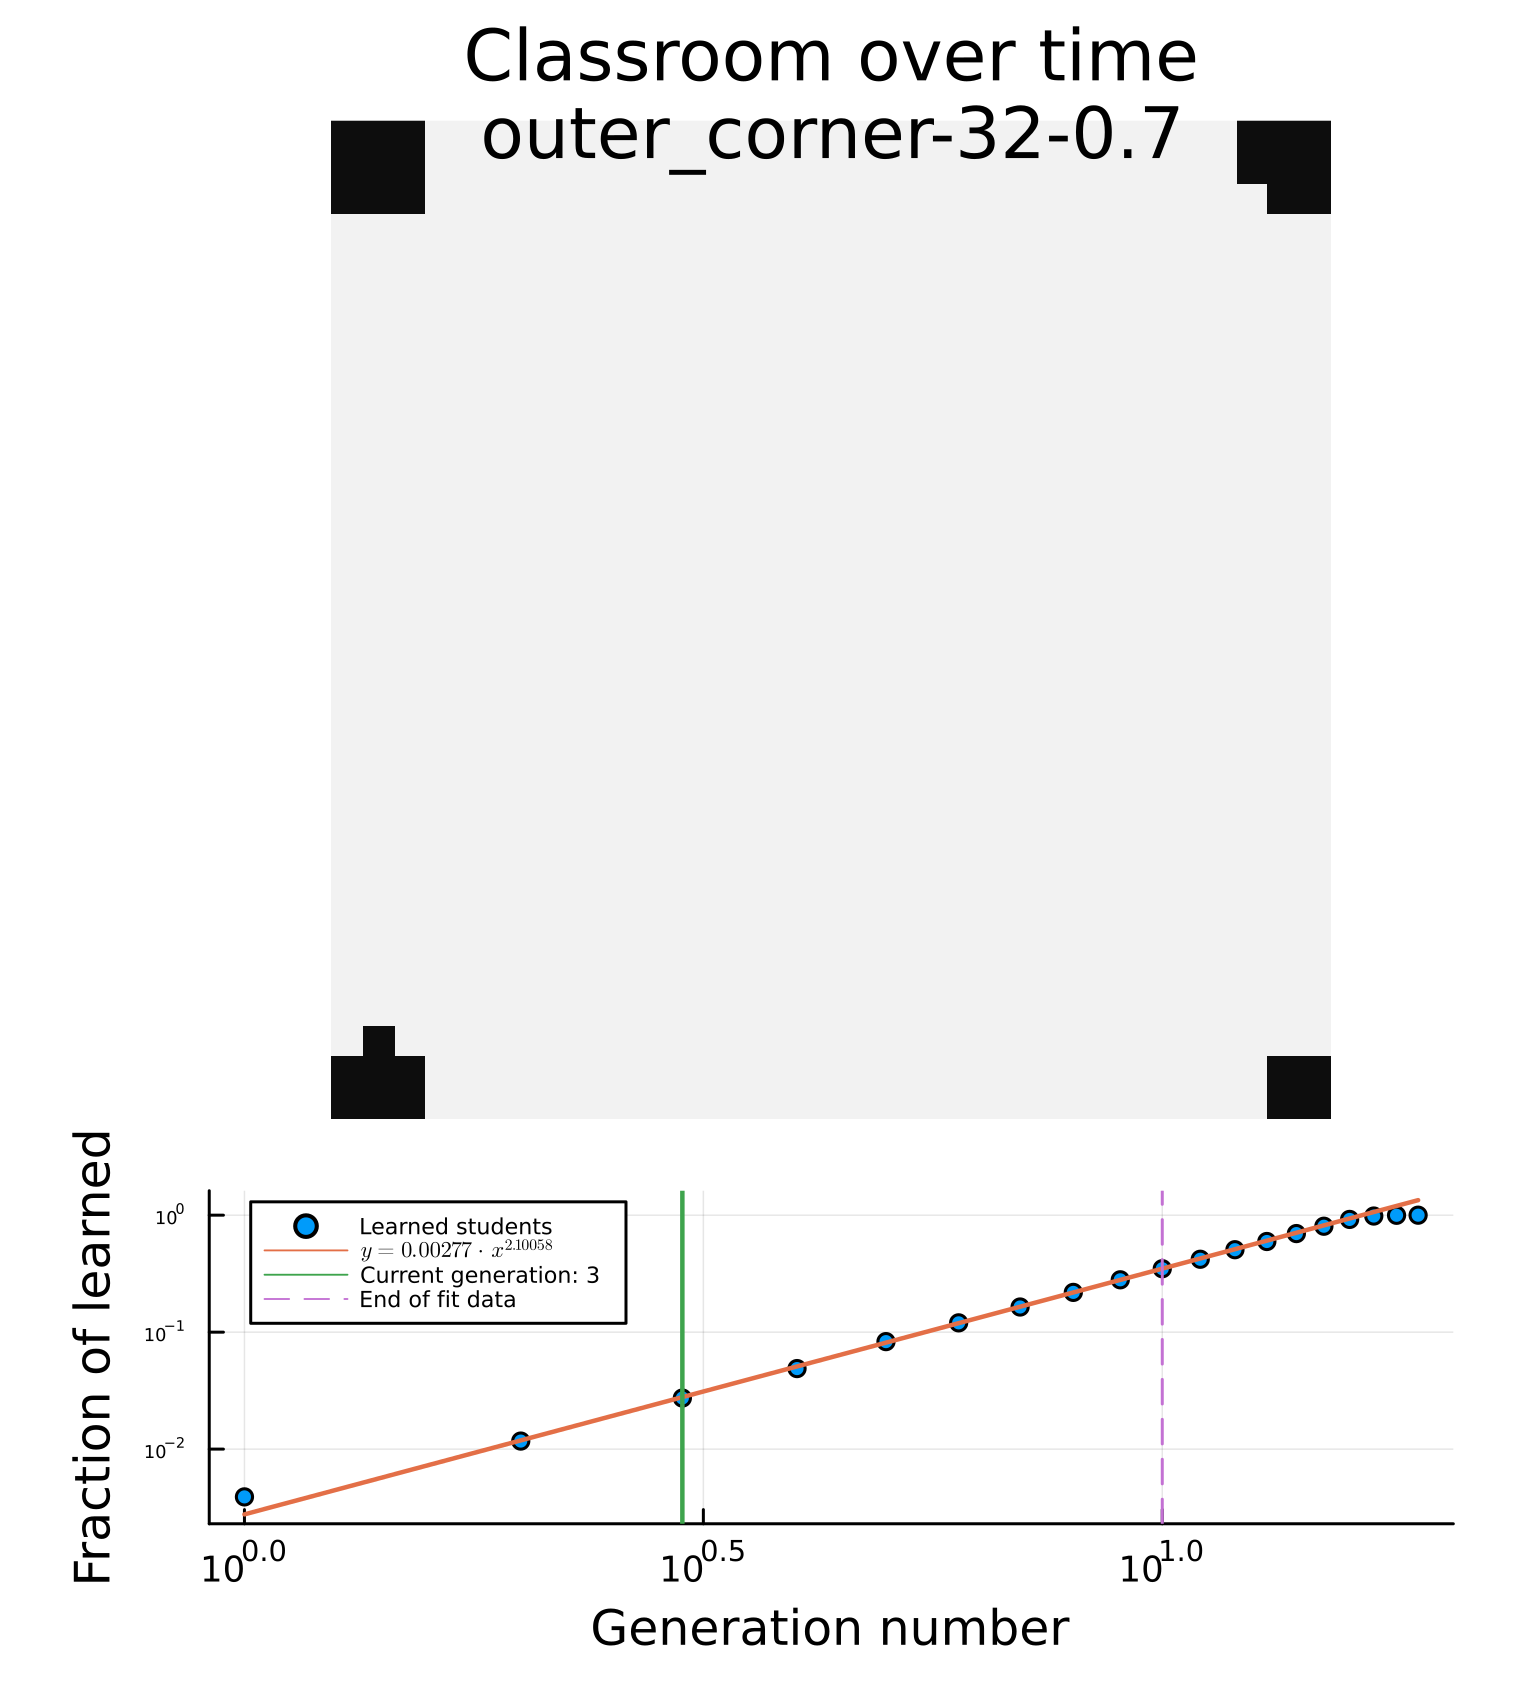 Classroom over time
outer_corner-32-0.7
Fraction of learned
10^0
10^-1
10^-2
Learned students
y = 0.00277 · x^2.10058
Current generation: 3
End of fit data
10^0.0
10^0.5
10^1.0
Generation number